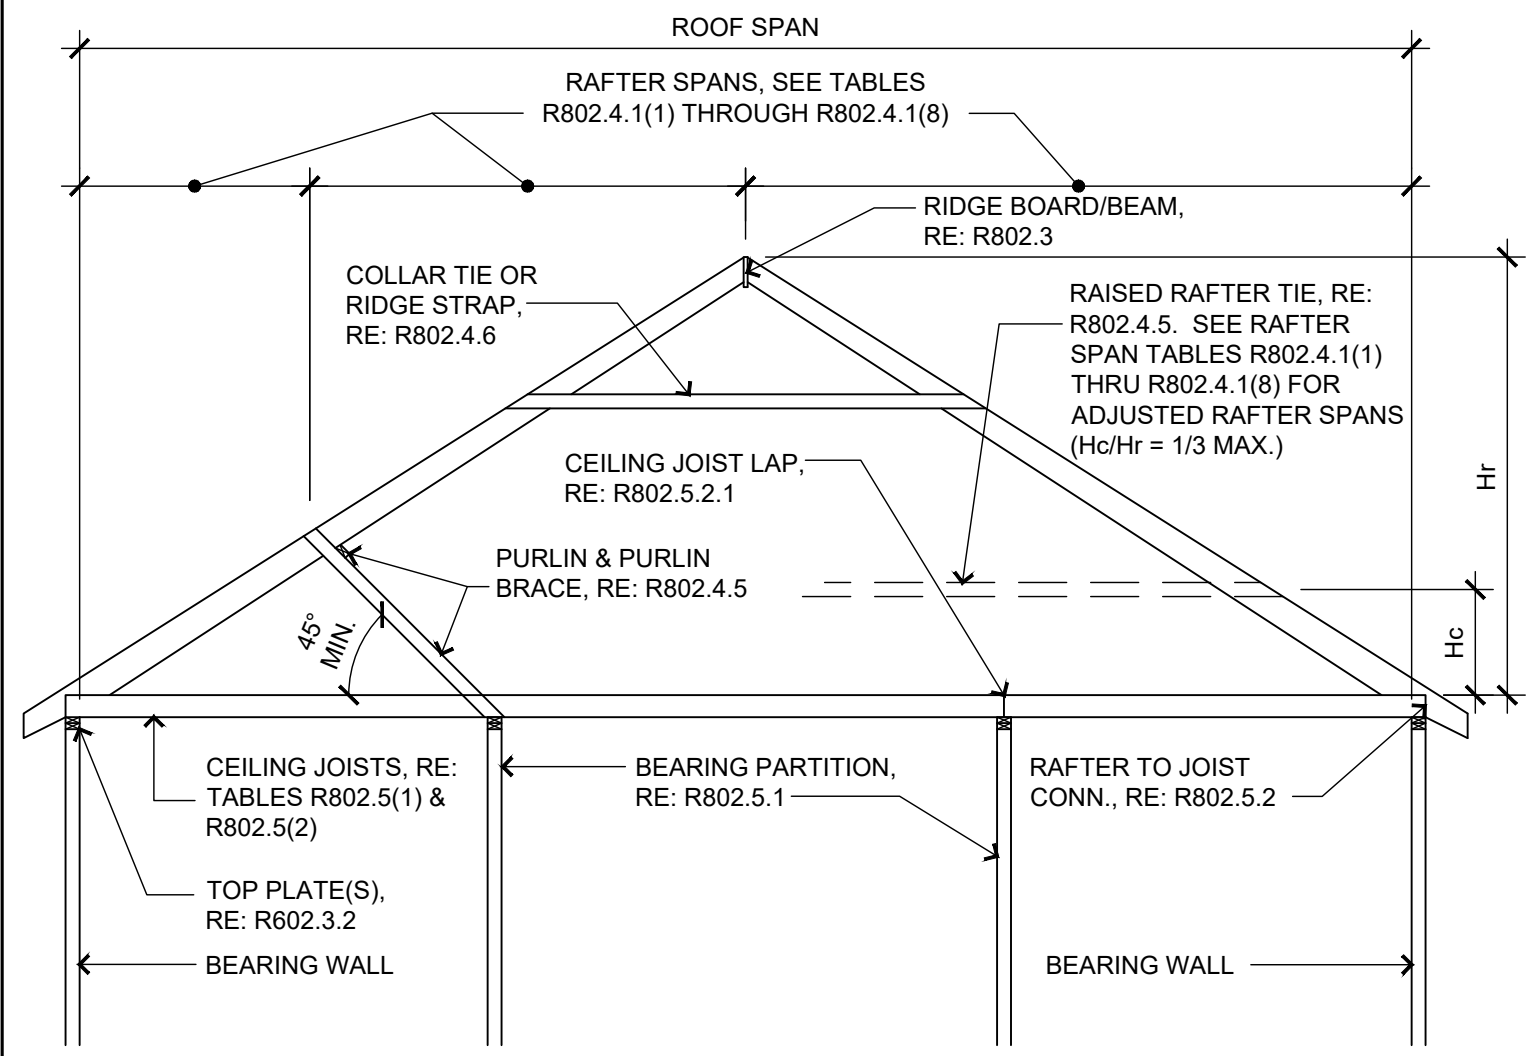 ROOF SPAN
RAFTER SPANS, SEE TABLES
R802.4.1(1) THROUGH R802.4.1(8)
RIDGE BOARD/BEAM,
RE: R802.3
COLLAR TIE OR
RIDGE STRAP,
RE: R802.4.6
RAISED RAFTER TIE, RE:
R802.4.5. SEE RAFTER
SPAN TABLES R802.4.1(1)
THRU R802.4.1(8) FOR
ADJUSTED RAFTER SPANS
(Hc/Hr = 1/3 MAX.)
Hr
CEILING JOIST LAP,
RE: R802.5.2.1
PURLIN & PURLIN
BRACE, RE: R802.4.5
45°
MIN.
Hc
CEILING JOISTS, RE:
TABLES R802.5(1) &
R802.5(2)
BEARING PARTITION,
RE: R802.5.1
RAFTER TO JOIST
CONN., RE: R802.5.2
TOP PLATE(S),
RE: R602.3.2
BEARING WALL
BEARING WALL